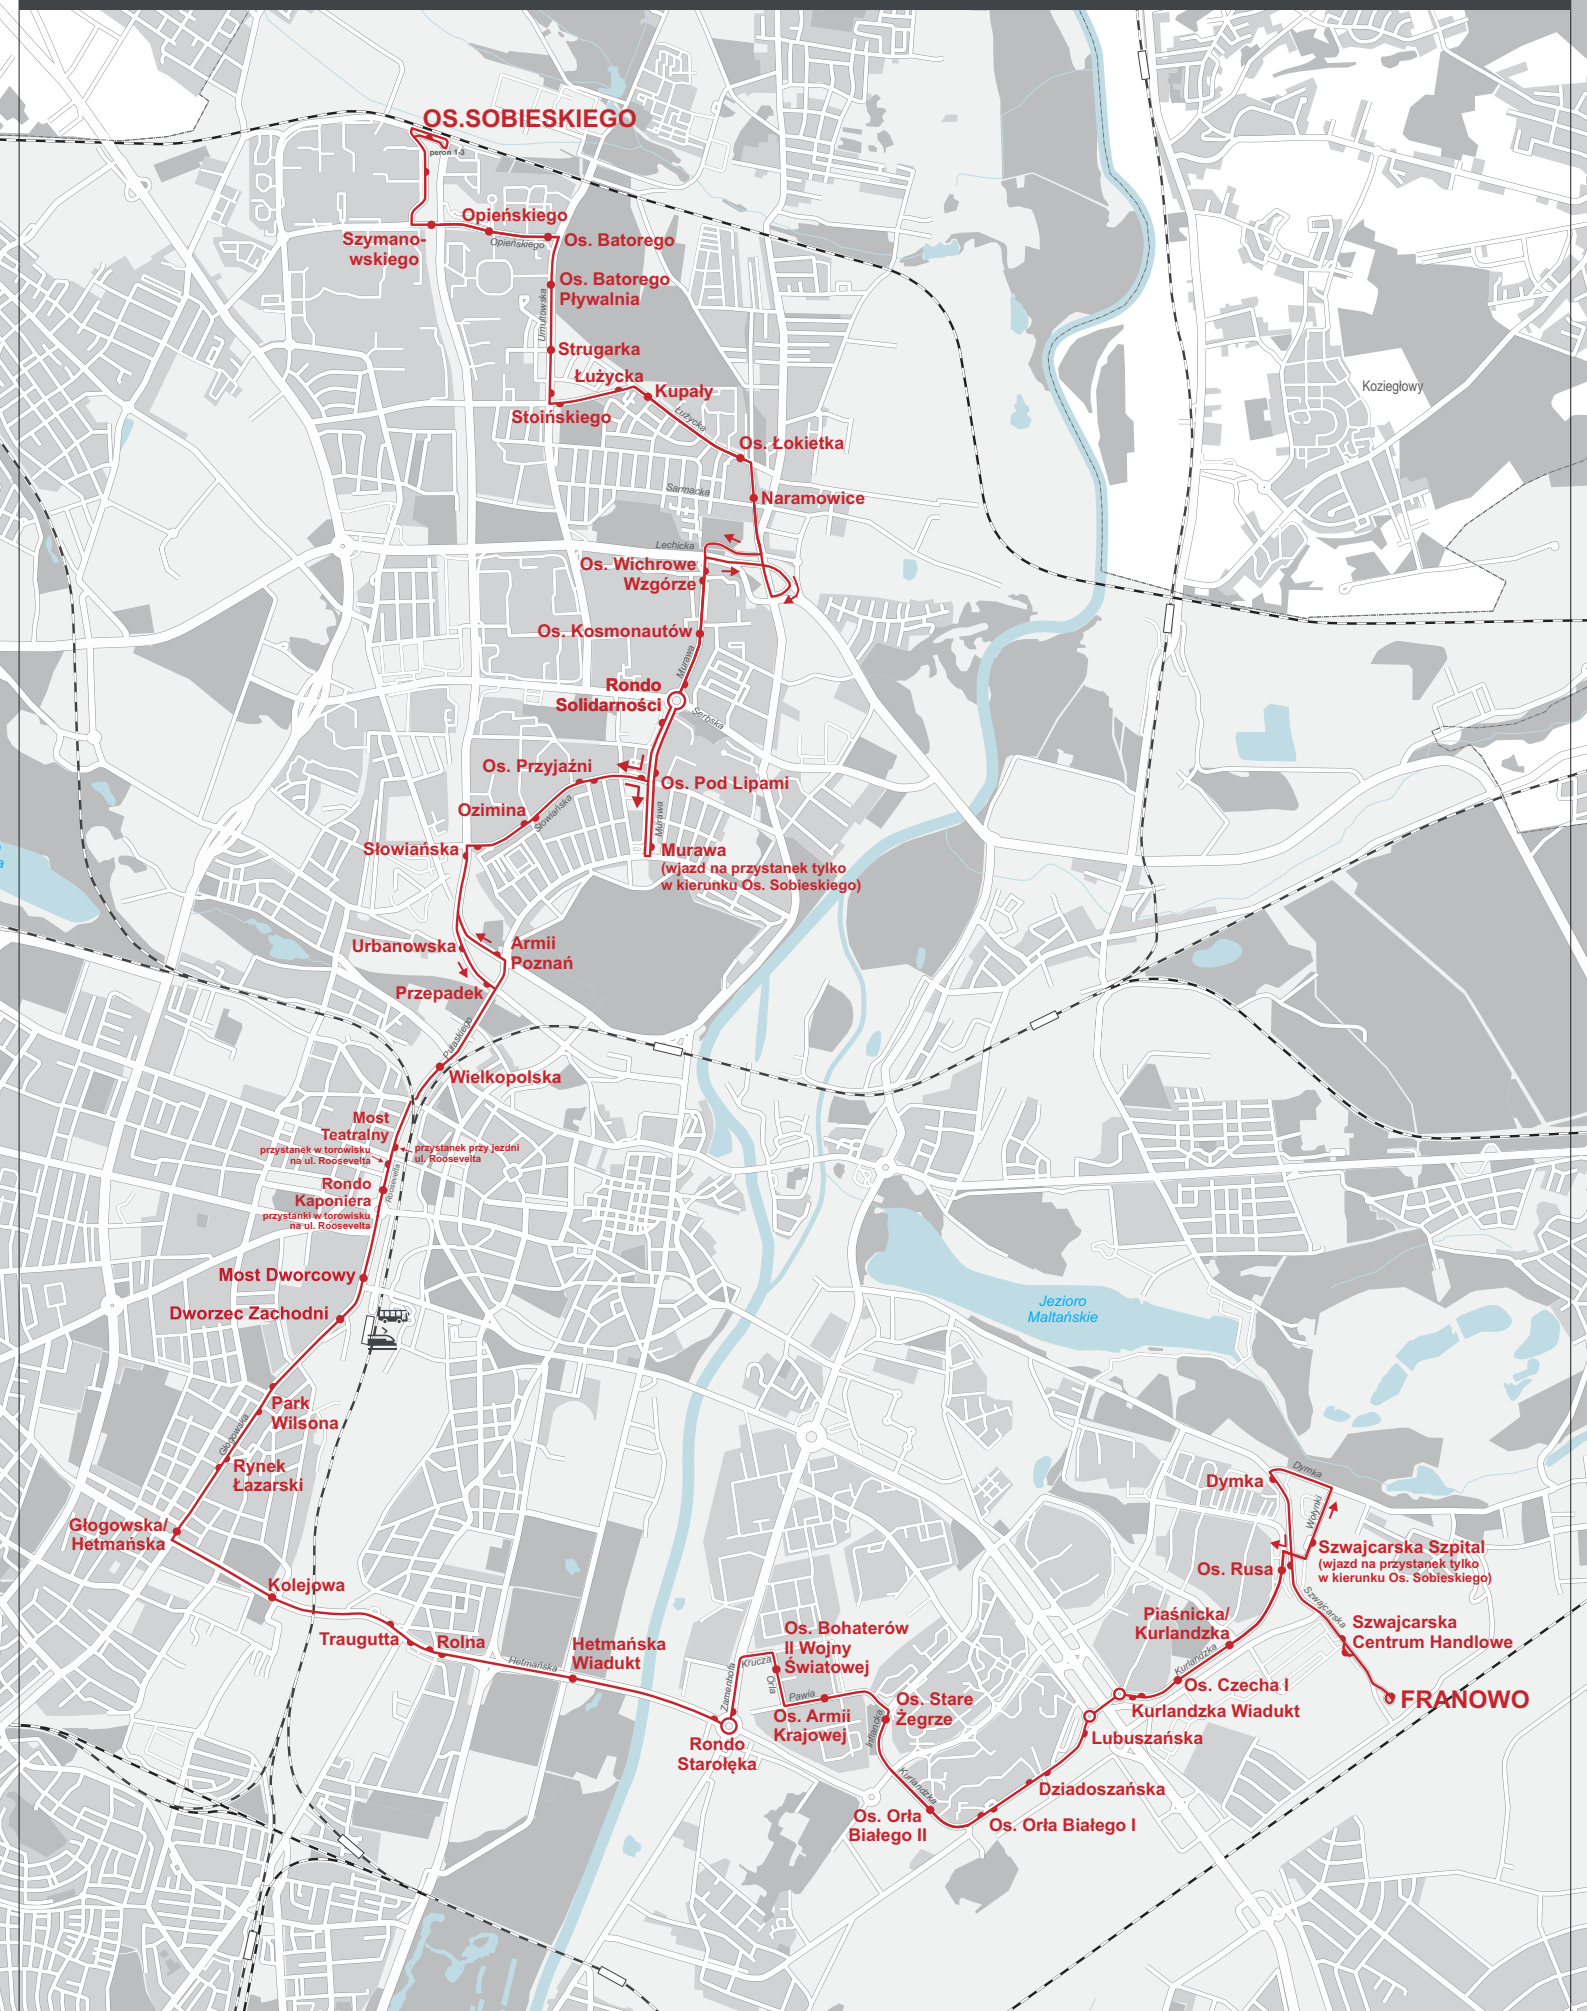 OS.SOBIESKIEGO
peron 1-3
Opieńskiego
Szymano-
wskiego
Opieńskiego
Os. Batorego
Os. Batorego
Pływalnia
Umultowska
Strugarka
Łużycka
Kupały
Koziegłowy
Stoińskiego
Łużycka
Os. Łokietka
Sarmacka
Naramowice
Lechicka
Os. Wichrowe
Wzgórze
Os. Kosmonautów
Murawa
Rondo
Solidarności
Serbska
Os. Przyjaźni
Os. Pod Lipami
Ozimina
Słowiańska
Murawa
Słowiańska
Murawa
(wjazd na przystanek tylko
w kierunku Os. Sobieskiego)
a
Urbanowska
Armii
Poznań
Przepadek
Pułaskiego
Wielkopolska
Most
Teatralny
przystanek w torowisku
na ul. Roosevelta
przystanek przy jezdni
ul. Roosevelta
Rondo
Kaponiera
przystanki w torowisku
na ul. Roosevelta
Roosevelta
Most Dworcowy
Dworzec Zachodni
Jezioro
Maltańskie
Park
Wilsona
Głogowska
Rynek
Łazarski
Głogowska/
Hetmańska
Kolejowa
Traugutta
Rolna
Hetmańska
Hetmańska
Wiadukt
Rondo
Starołęka
Zamenhofa
Krucza
Orla
Os. Bohaterów
II Wojny
Światowej
Pawia
Os. Armii
Krajowej
Os. Stare
Żegrze
Inflancka
Kurlandzka
Os. Orła
Białego II
Os. Orła Białego I
Dziadoszańska
Lubuszańska
Kurlandzka Wiadukt
Os. Czecha I
Kurlandzka
Piaśnicka/
Kurlandzka
Os. Rusa
Dymka
Dymka
Wołynki
Szwajcarska Szpital
(wjazd na przystanek tylko
w kierunku Os. Sobieskiego)
Szwajcarska
Szwajcarska
Centrum Handlowe
FRANOWO